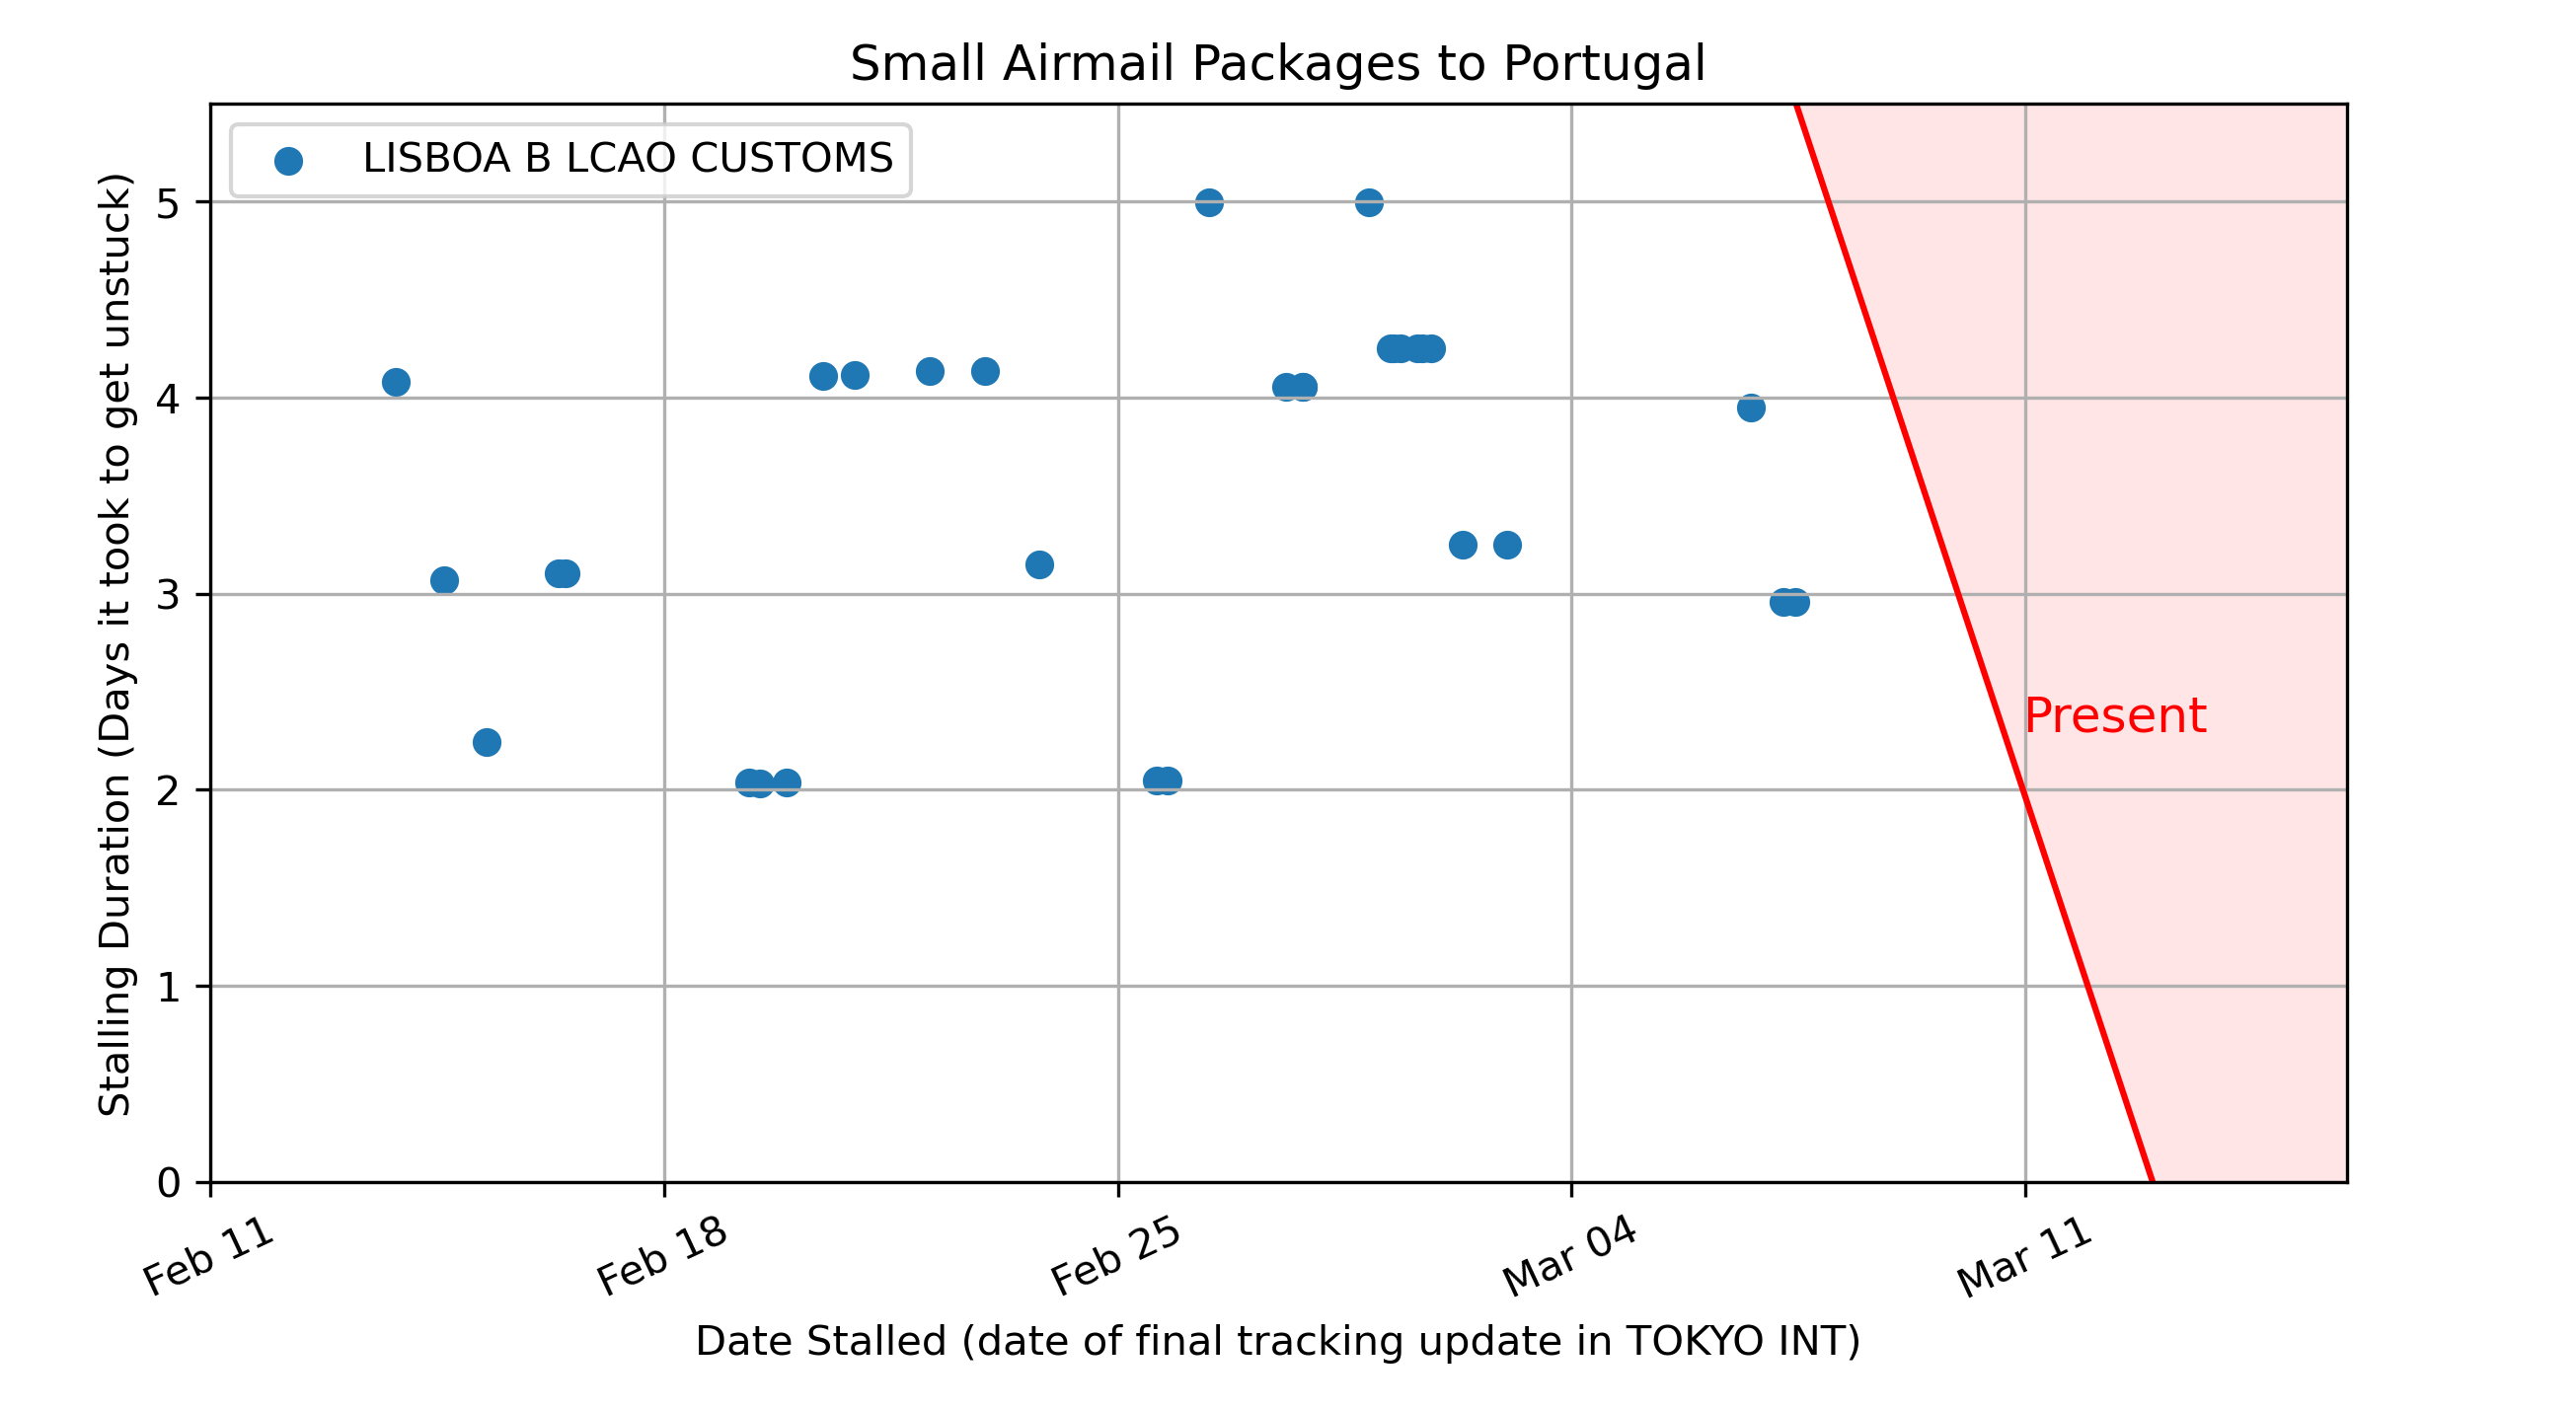 Small Airmail Packages to Portugal
LISBOA B LCAO CUSTOMS
Stalling Duration (Days it took to get unstuck)
5
4
3
2
1
0
Present
Feb 11
Feb 18
Feb 25
Mar 04
Mar 11
Date Stalled (date of final tracking update in TOKYO INT)